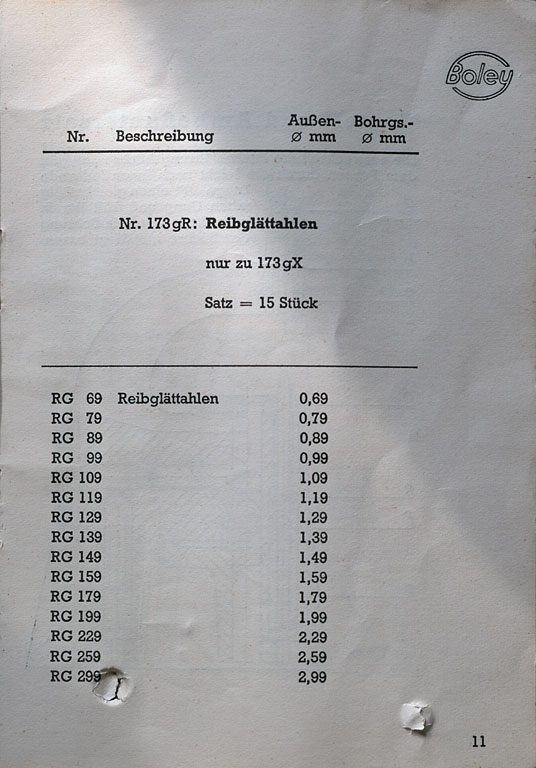 Boley
Außen- Bohrgs.-
Nr. Beschreibung ⌀ mm ⌀ mm
Nr. 173gR: Reibglättahlen
nur zu 173gX
Satz = 15 Stück
RG 69 Reibglättahlen 0,69
RG 79 0,79
RG 89 0,89
RG 99 0,99
RG 109 1,09
RG 119 1,19
RG 129 1,29
RG 139 1,39
RG 149 1,49
RG 159 1,59
RG 179 1,79
RG 199 1,99
RG 229 2,29
RG 259 2,59
RG 299 2,99
11